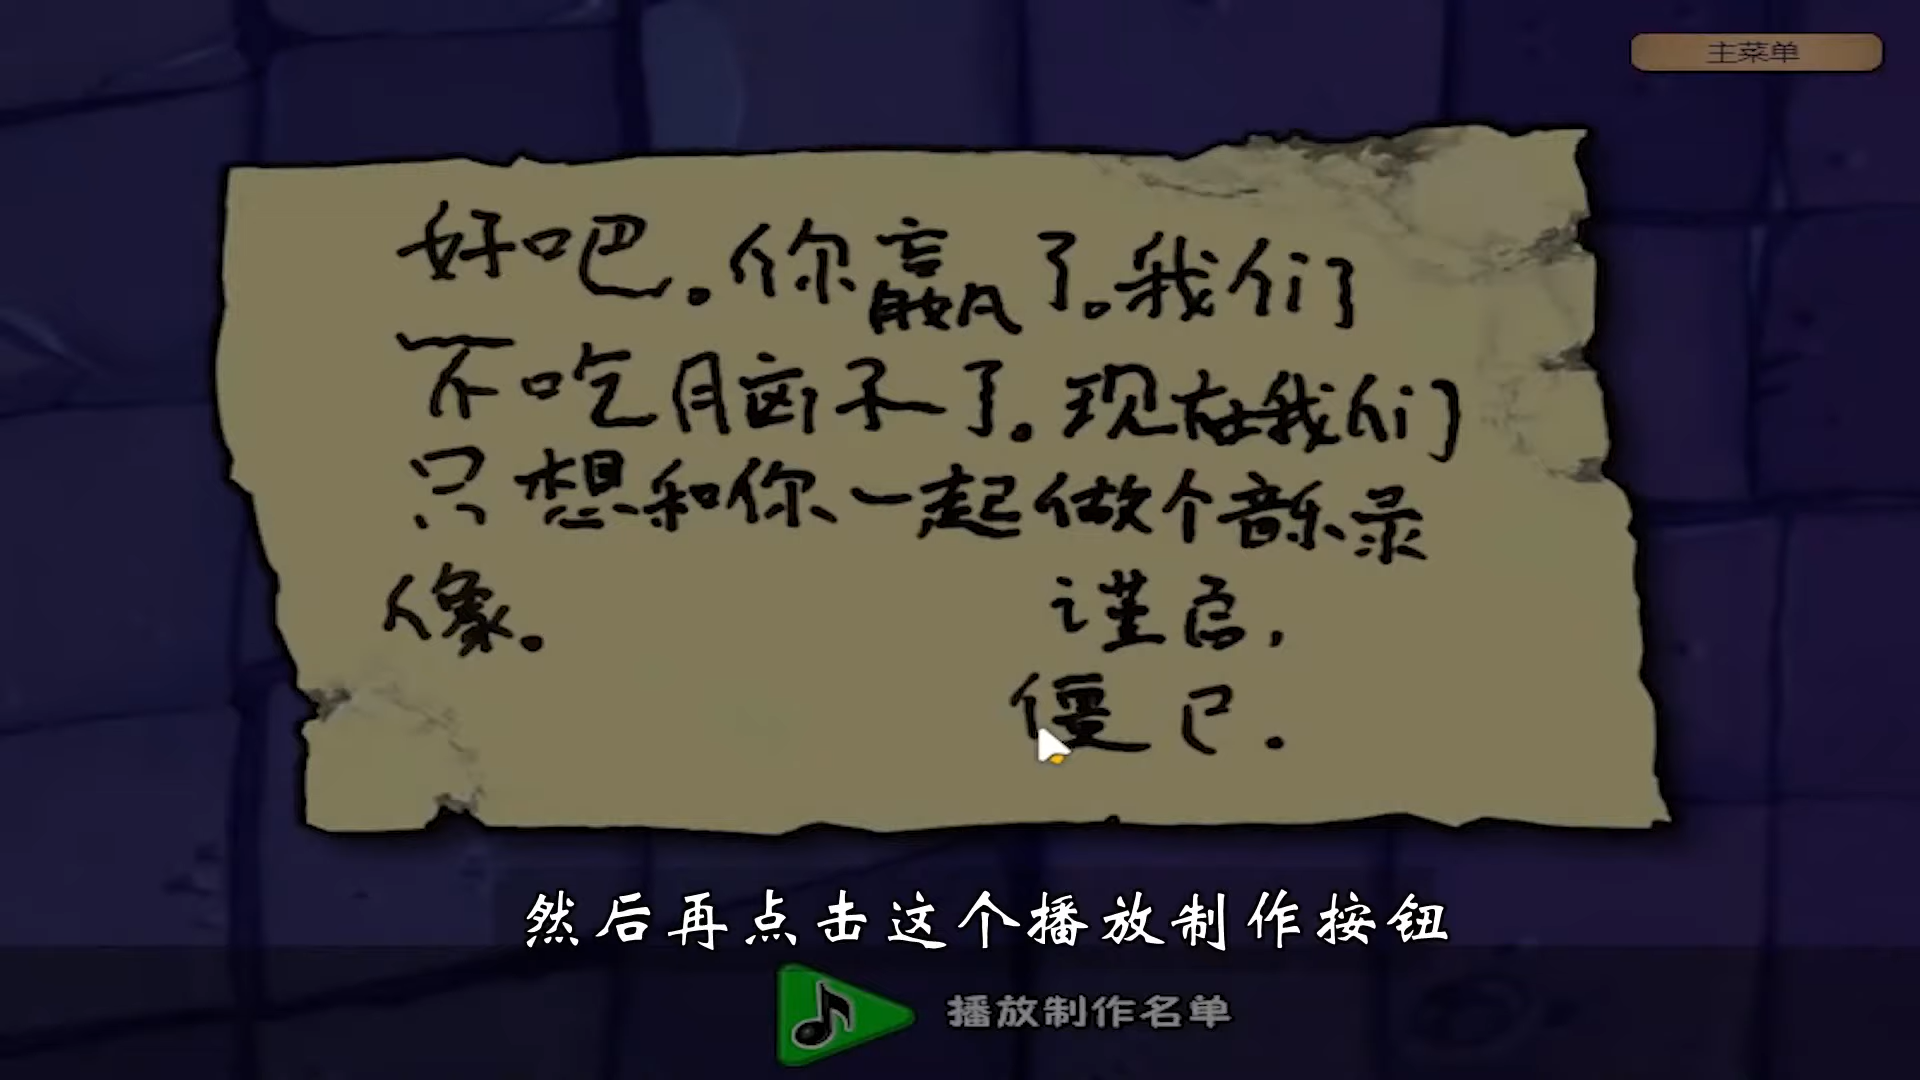 主菜单
好吧。你赢了。我们
不吃脑子了。现在我们
只想和你一起做个音乐录
像。
谨启,
僵尸.
然后再点击这个播放制作按钮
播放制作名单